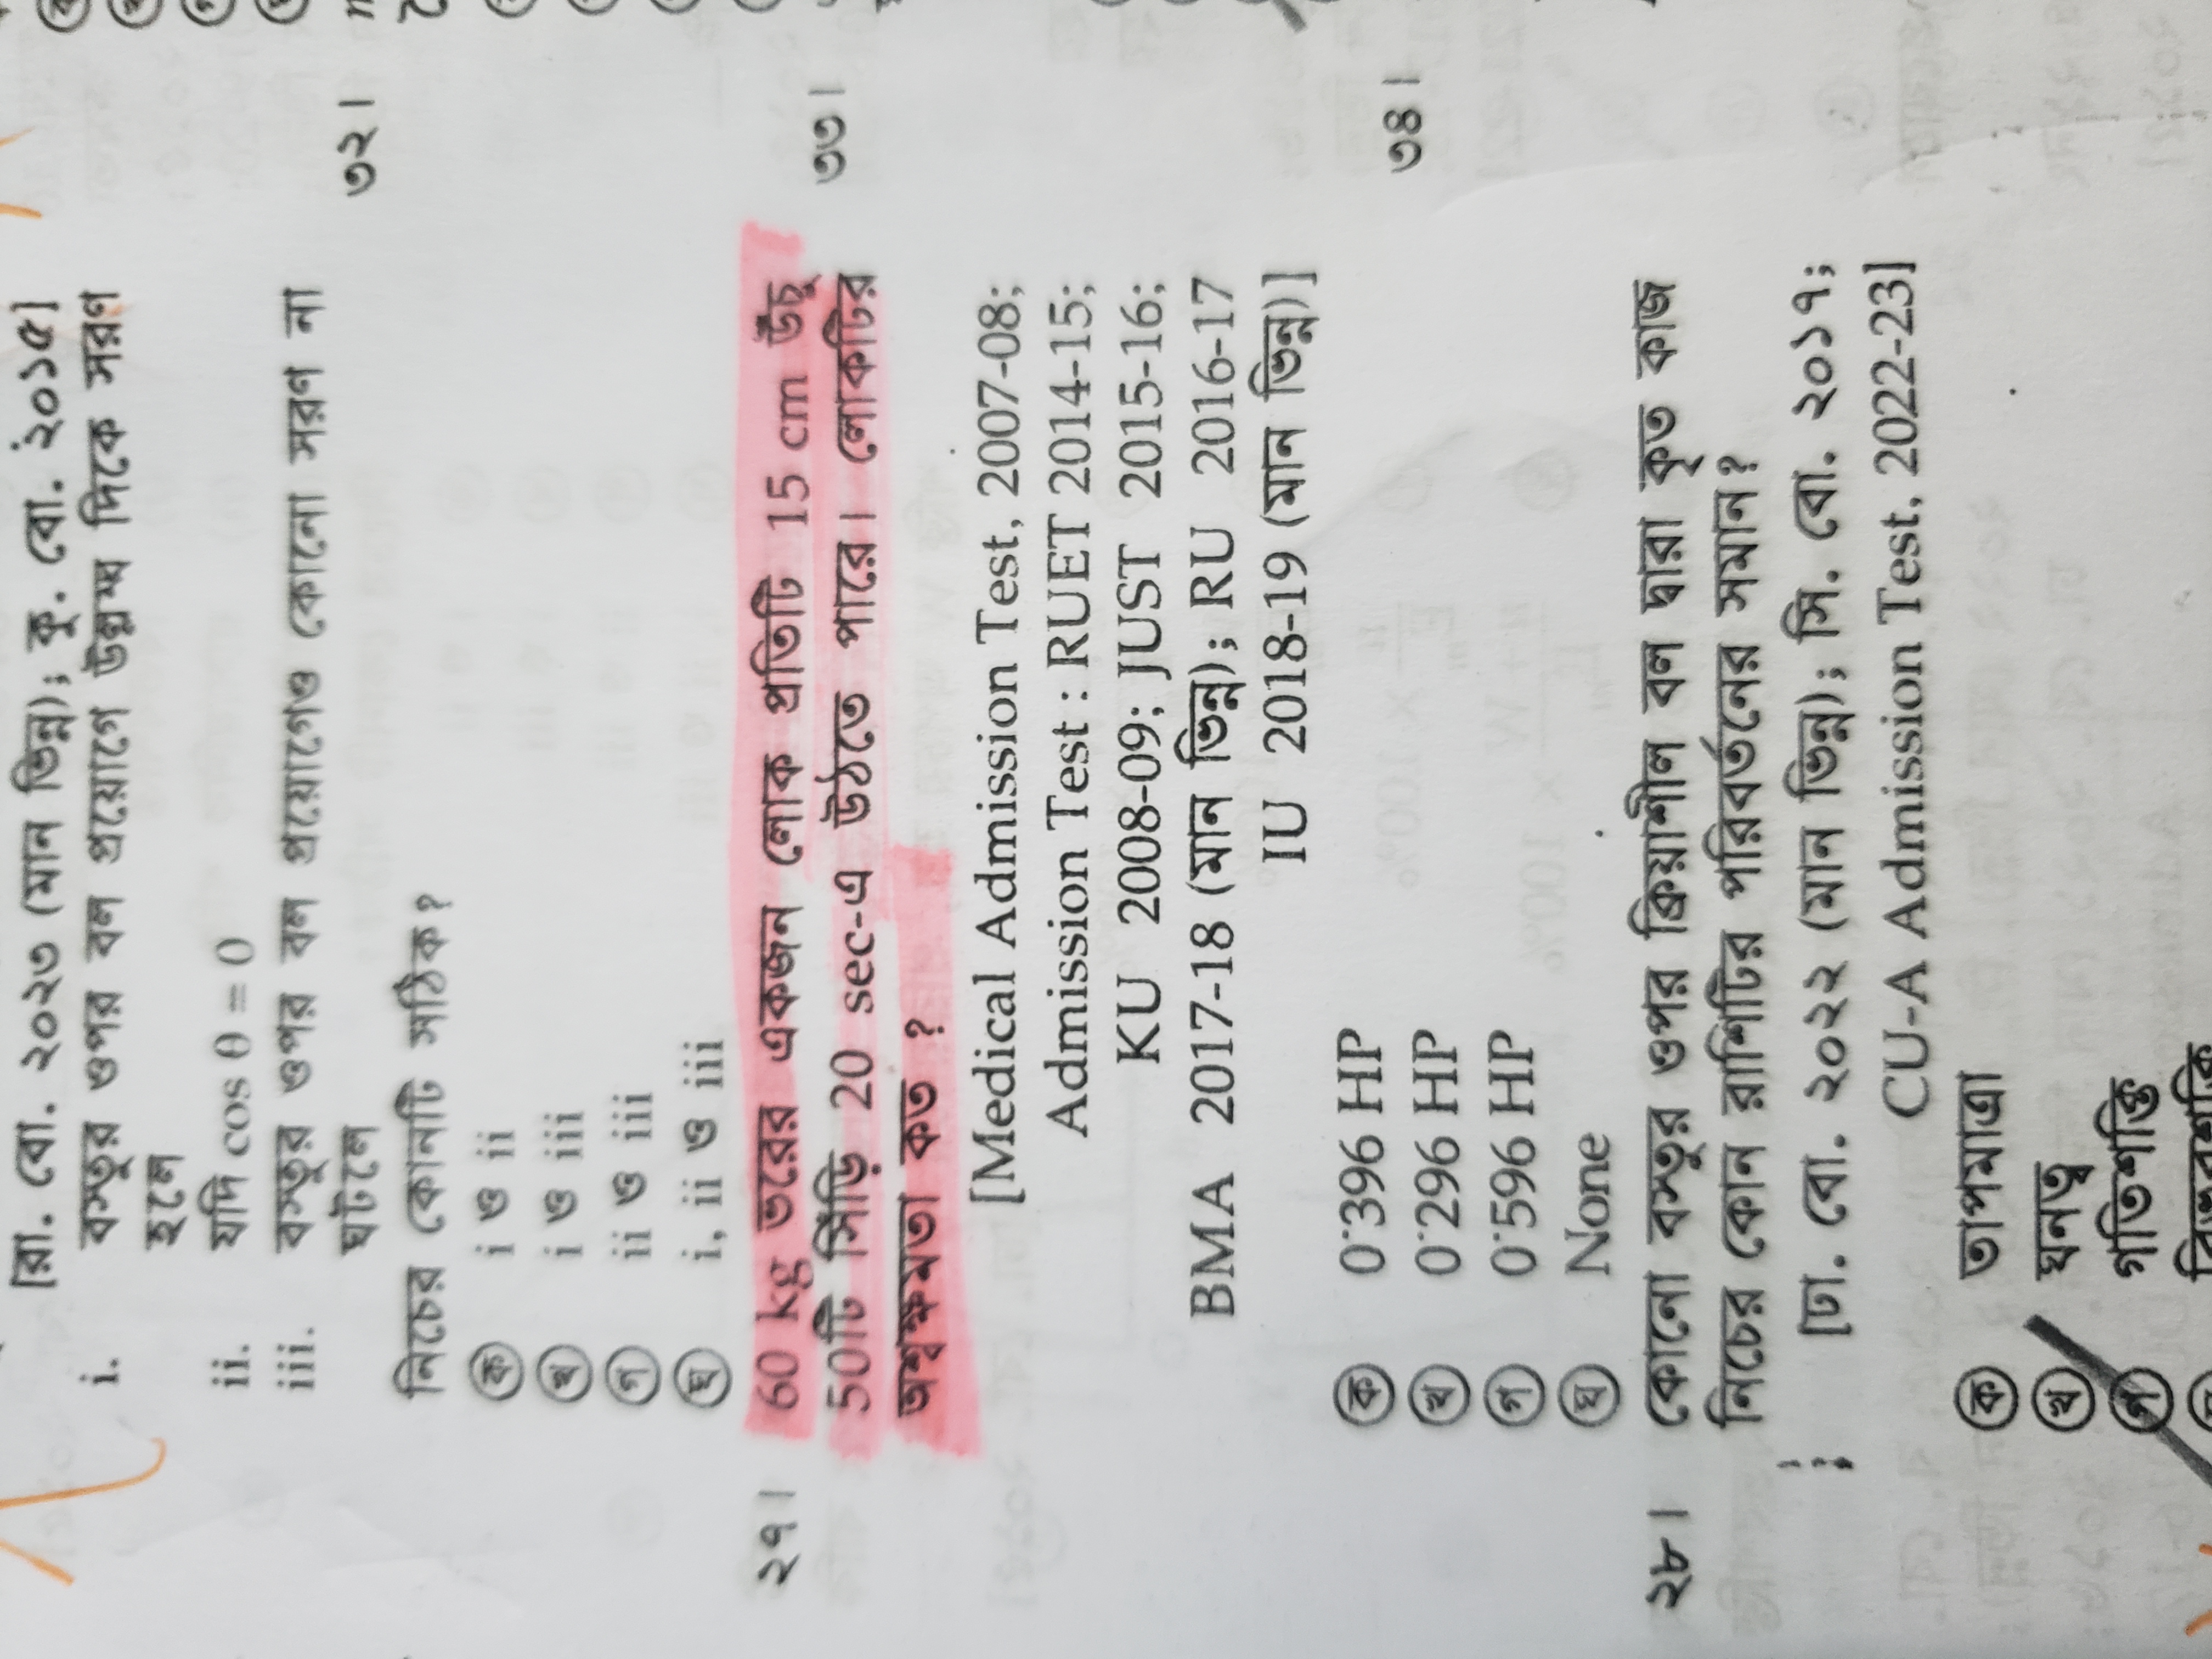 [রা. বো. ২০২৩ (মান ভিন্ন); কু. বো. ২০১৫]
i. বস্তুর ওপর বল প্রয়োগে উল্লম্ব দিকে সরণ
হলে
ii. যদি cos θ = 0
iii. বস্তুর ওপর বল প্রয়োগেও কোনো সরণ না
ঘটলে
নিচের কোনটি সঠিক?
ক i ও ii
খ i ও iii
গ ii ও iii
ঘ i, ii ও iii
২৭। 60 kg ভরের একজন লোক প্রতিটি 15 cm উঁচু
50টি সিঁড়ি 20 sec-এ উঠতে পারে। লোকটির
অশ্বক্ষমতা কত ?
[Medical Admission Test, 2007-08;
Admission Test : RUET 2014-15;
KU 2008-09; JUST 2015-16;
BMA 2017-18 (মান ভিন্ন); RU 2016-17
IU 2018-19 (মান ভিন্ন)]
ক 0·396 HP
খ 0·296 HP
গ 0·596 HP
ঘ None
২৮। কোনো বস্তুর ওপর ক্রিয়াশীল বল দ্বারা কৃত কাজ
নিচের কোন রাশিটির পরিবর্তনের সমান?
[ঢা. বো. ২০২২ (মান ভিন্ন); সি. বো. ২০১৭;
CU-A Admission Test, 2022-23]
ক তাপমাত্রা
খ ঘনত্ব
গ গতিশক্তি
৩২।
৩৩।
৩৪।